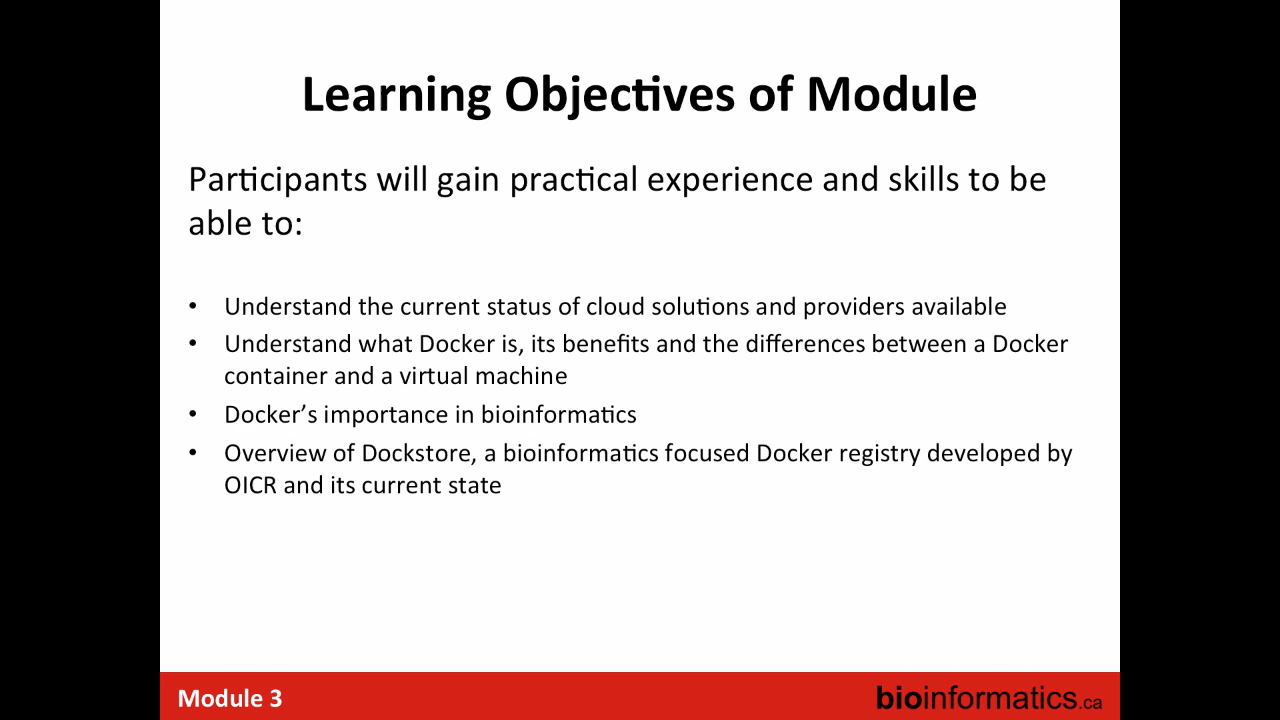 Learning Objectives of Module
Participants will gain practical experience and skills to be
able to:
• Understand the current status of cloud solutions and providers available
• Understand what Docker is, its benefits and the differences between a Docker
container and a virtual machine
• Docker’s importance in bioinformatics
• Overview of Dockstore, a bioinformatics focused Docker registry developed by
OICR and its current state
Module 3
bioinformatics.ca